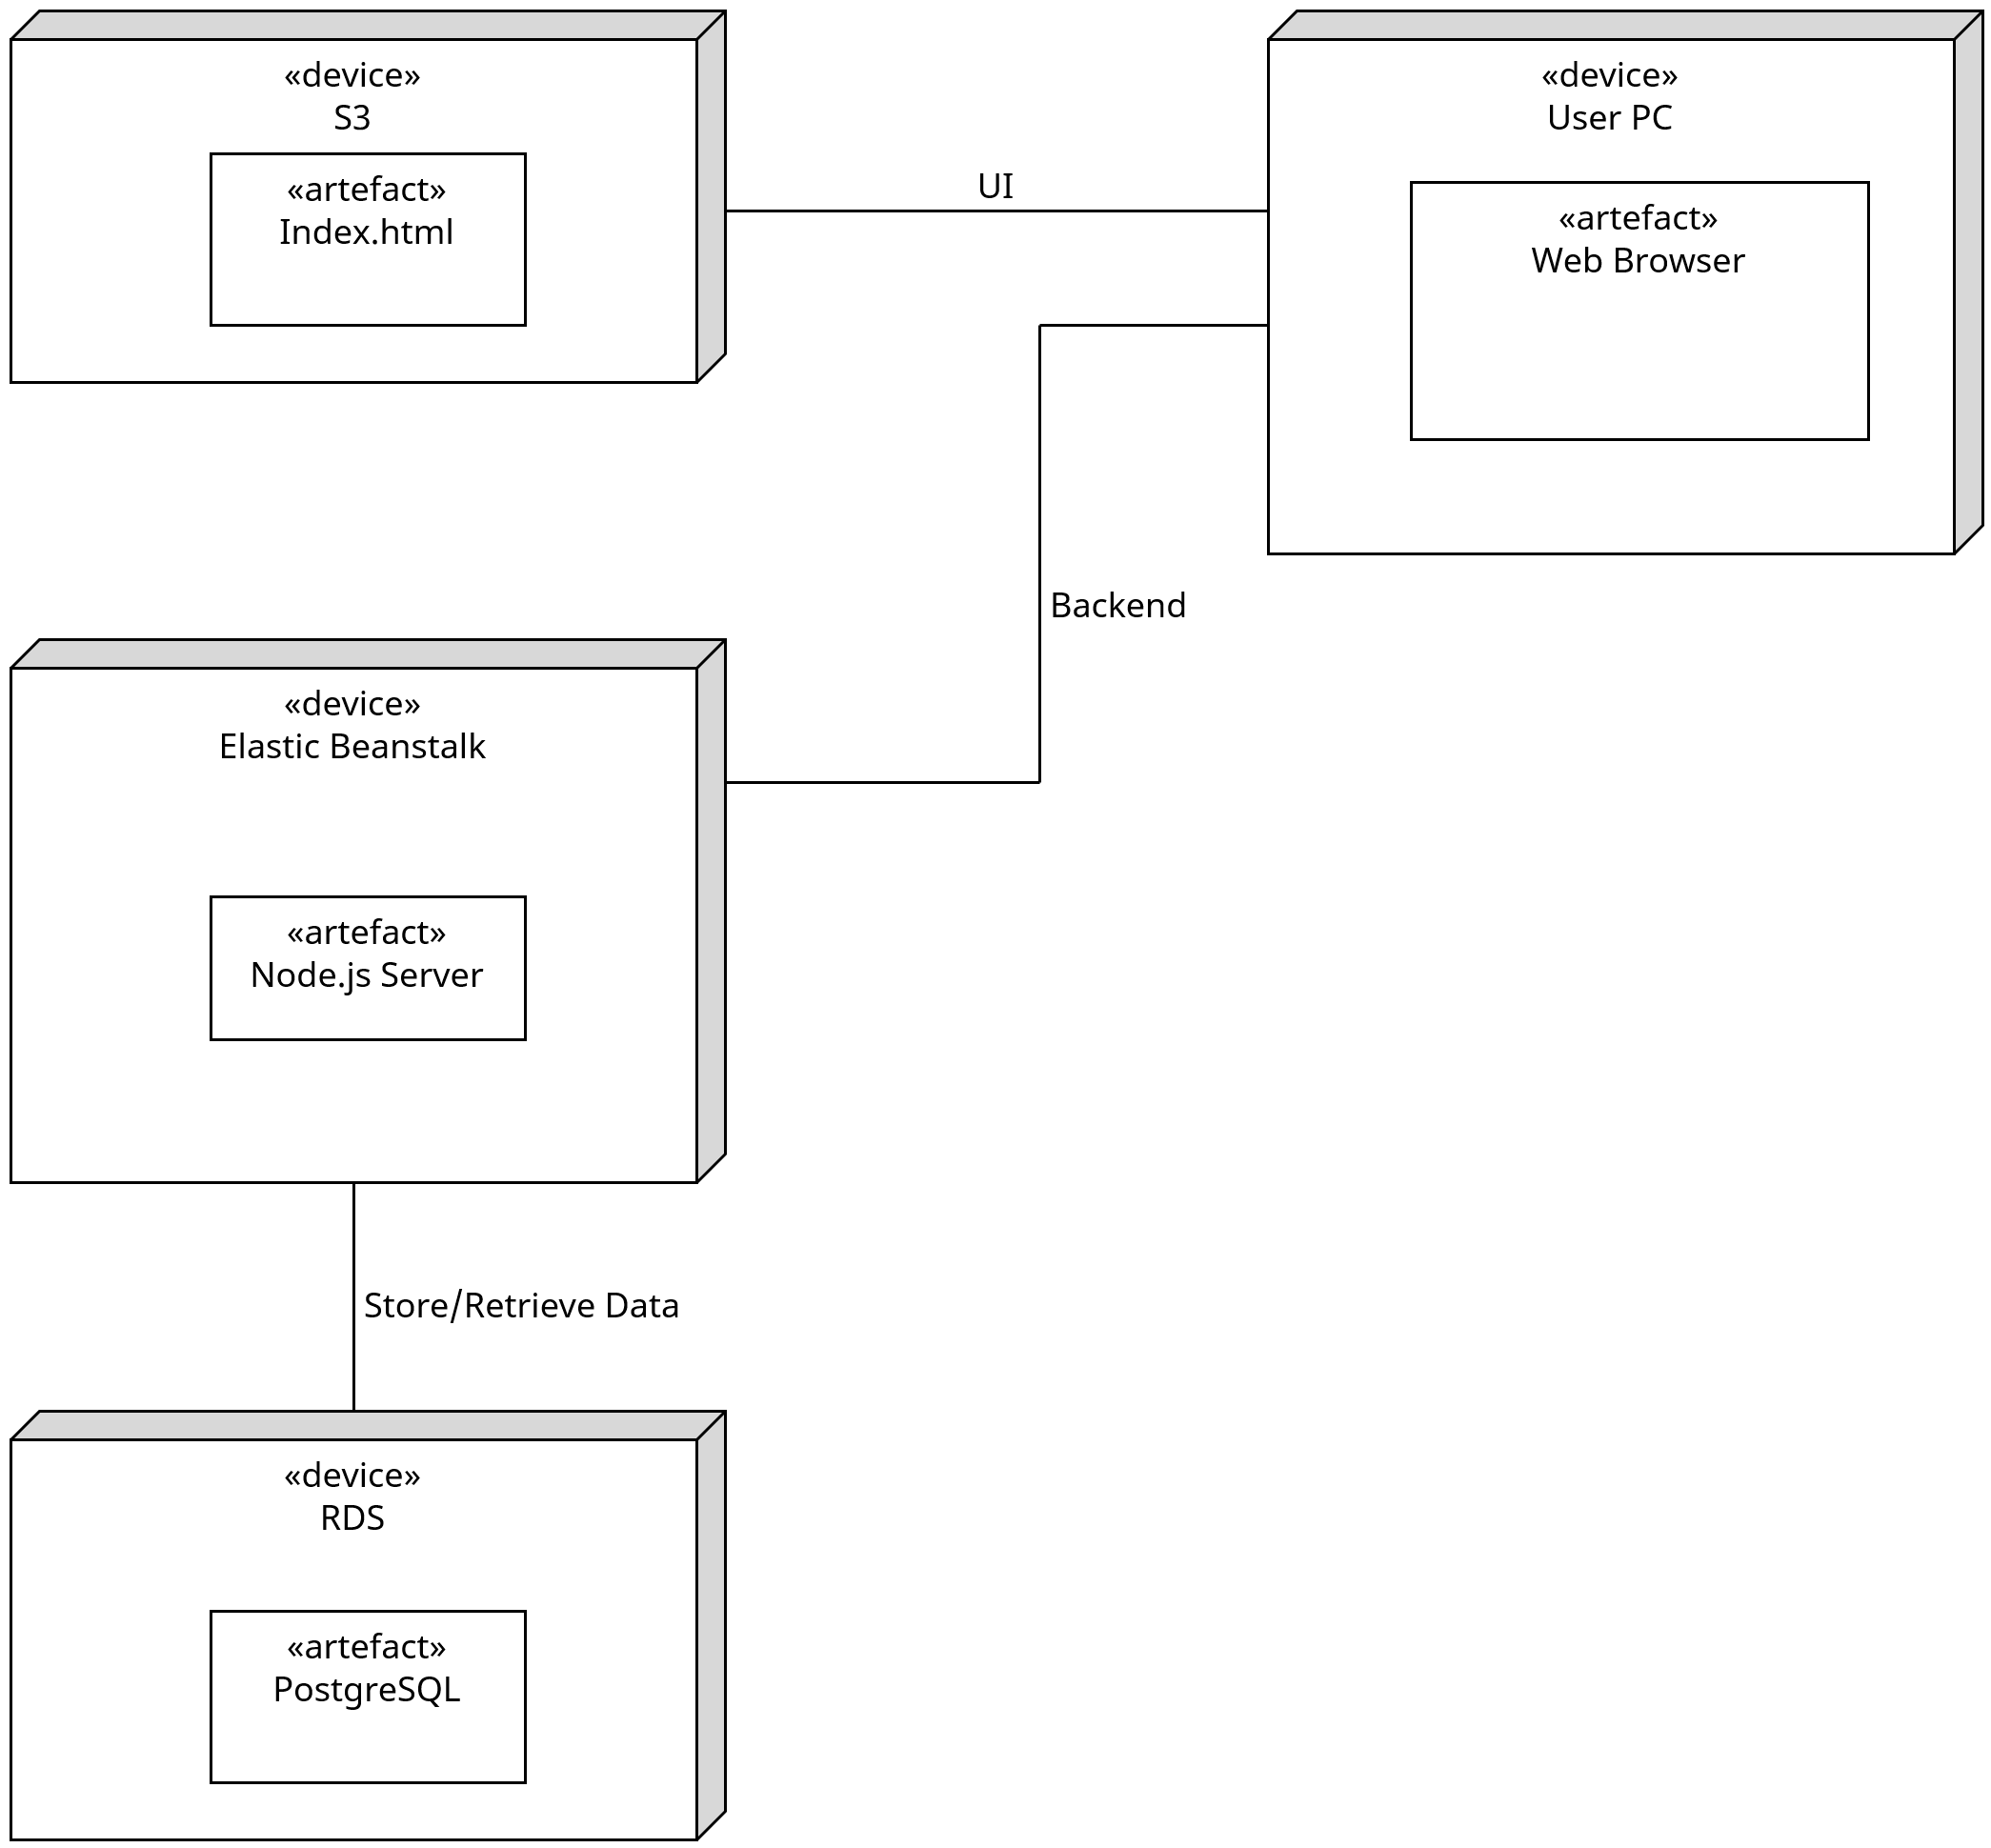 «device»
S3
«artefact»
Index.html
UI
«device»
User PC
«artefact»
Web Browser
Backend
«device»
Elastic Beanstalk
«artefact»
Node.js Server
Store/Retrieve Data
«device»
RDS
«artefact»
PostgreSQL